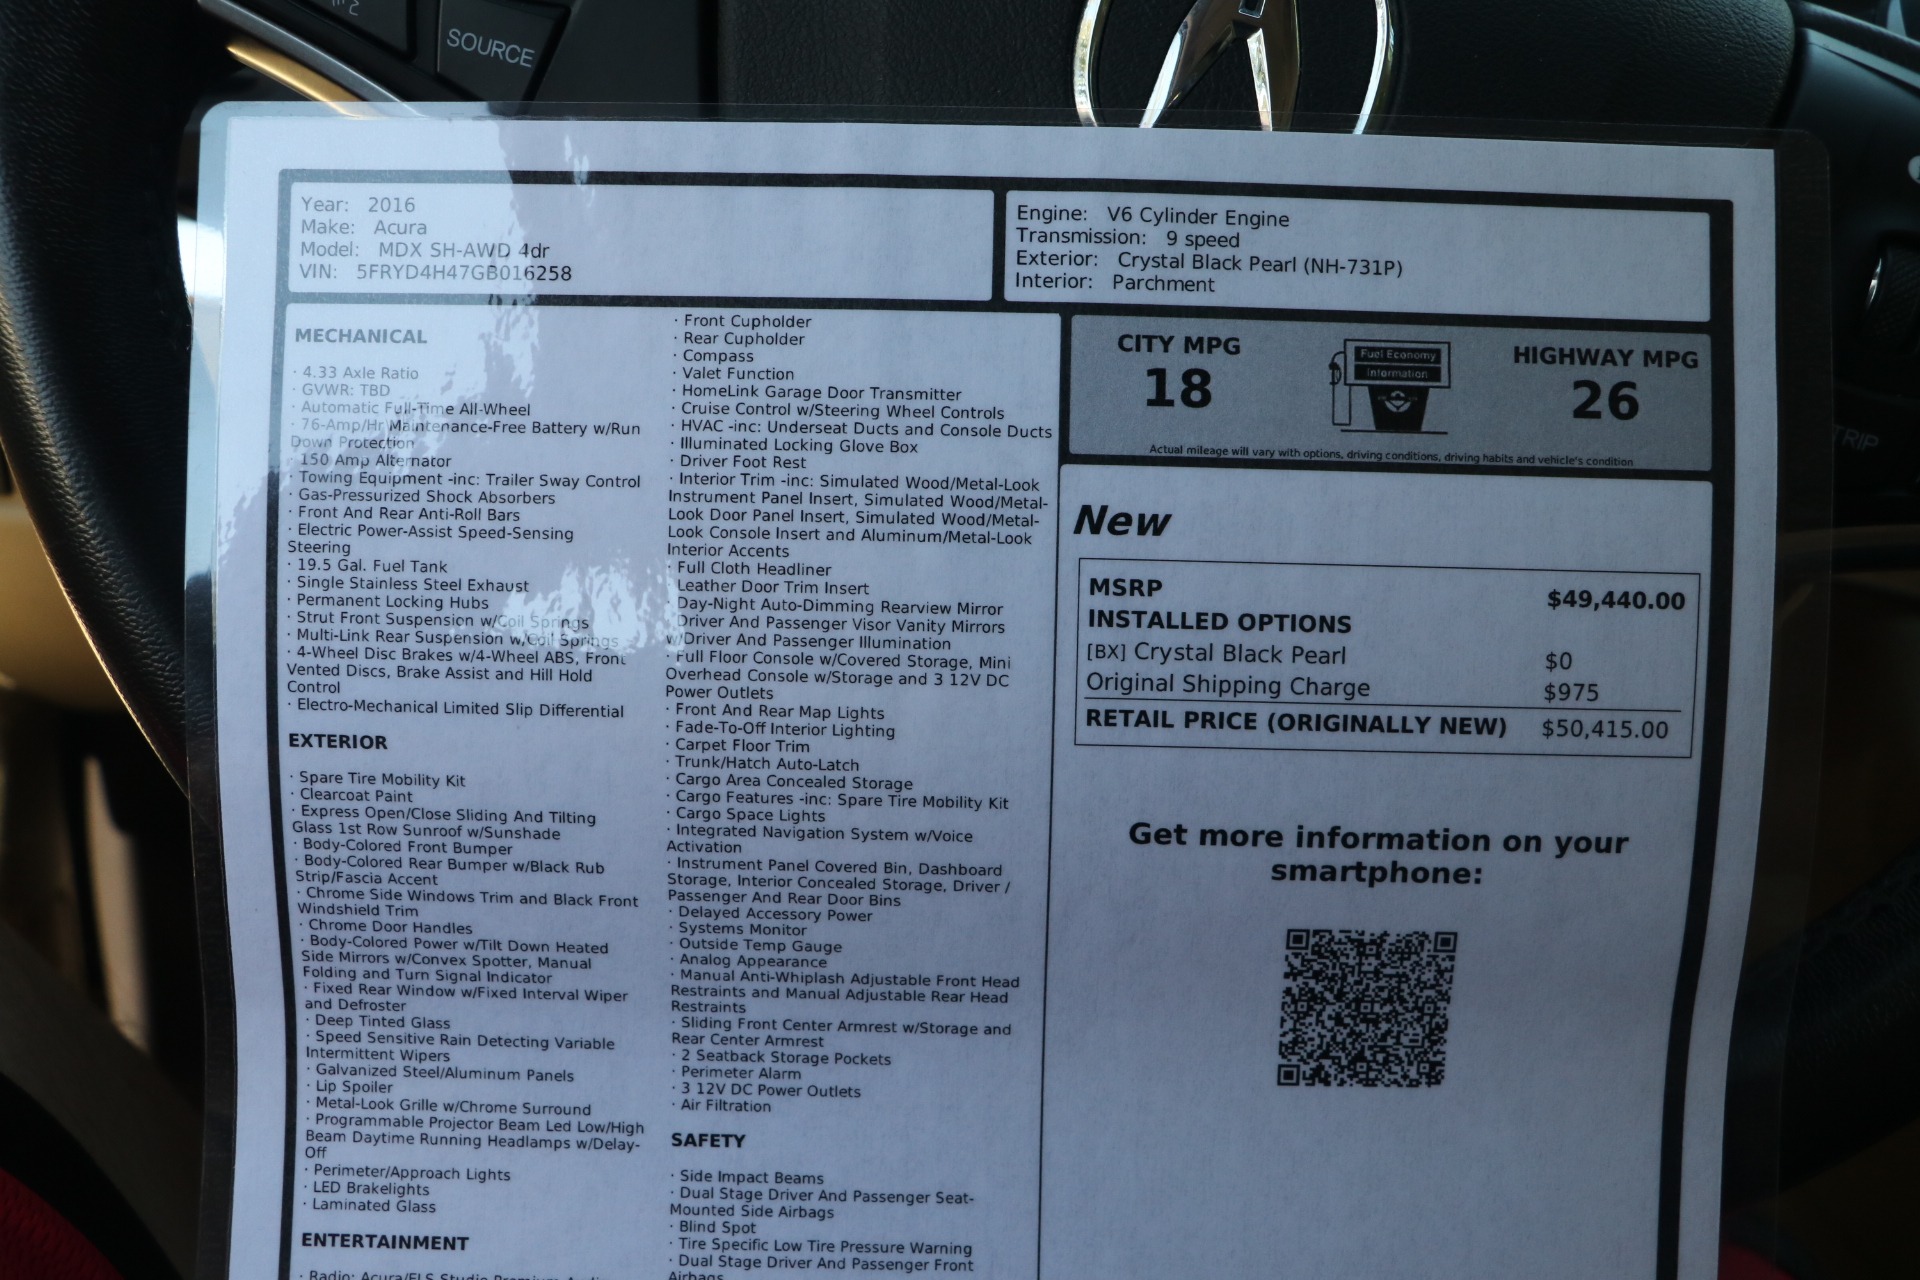 SOURCE
Year: 2016
Make: Acura
Model: MDX SH-AWD 4dr
VIN: 5FRYD4H47GB016258
Engine: V6 Cylinder Engine
Transmission: 9 speed
Exterior: Crystal Black Pearl (NH-731P)
Interior: Parchment
MECHANICAL
· 4.33 Axle Ratio
· GVWR: TBD
· Automatic Full-Time All-Wheel
· 76-Amp/Hr Maintenance-Free Battery w/Run
Down Protection
150 Amp Alternator
· Towing Equipment -inc: Trailer Sway Control
· Gas-Pressurized Shock Absorbers
· Front And Rear Anti-Roll Bars
· Electric Power-Assist Speed-Sensing
Steering
· 19.5 Gal. Fuel Tank
· Single Stainless Steel Exhaust
· Permanent Locking Hubs
· Strut Front Suspension w/Coil Springs
· Multi-Link Rear Suspension w/Coil Springs
· 4-Wheel Disc Brakes w/4-Wheel ABS, Front
Vented Discs, Brake Assist and Hill Hold
Control
· Electro-Mechanical Limited Slip Differential
EXTERIOR
· Spare Tire Mobility Kit
· Clearcoat Paint
· Express Open/Close Sliding And Tilting
Glass 1st Row Sunroof w/Sunshade
· Body-Colored Front Bumper
· Body-Colored Rear Bumper w/Black Rub
Strip/Fascia Accent
· Chrome Side Windows Trim and Black Front
Windshield Trim
· Chrome Door Handles
· Body-Colored Power w/Tilt Down Heated
Side Mirrors w/Convex Spotter, Manual
Folding and Turn Signal Indicator
· Fixed Rear Window w/Fixed Interval Wiper
and Defroster
· Deep Tinted Glass
· Speed Sensitive Rain Detecting Variable
Intermittent Wipers
· Galvanized Steel/Aluminum Panels
· Lip Spoiler
· Metal-Look Grille w/Chrome Surround
· Programmable Projector Beam Led Low/High
Beam Daytime Running Headlamps w/Delay-
Off
· Perimeter/Approach Lights
· LED Brakelights
· Laminated Glass
ENTERTAINMENT
· Radio: Acura/ELS Studio Premium Audio
· Front Cupholder
· Rear Cupholder
· Compass
· Valet Function
· HomeLink Garage Door Transmitter
· Cruise Control w/Steering Wheel Controls
· HVAC -inc: Underseat Ducts and Console Ducts
· Illuminated Locking Glove Box
· Driver Foot Rest
· Interior Trim -inc: Simulated Wood/Metal-Look
Instrument Panel Insert, Simulated Wood/Metal-
Look Door Panel Insert, Simulated Wood/Metal-
Look Console Insert and Aluminum/Metal-Look
Interior Accents
· Full Cloth Headliner
Leather Door Trim Insert
· Day-Night Auto-Dimming Rearview Mirror
Driver And Passenger Visor Vanity Mirrors
w/Driver And Passenger Illumination
· Full Floor Console w/Covered Storage, Mini
Overhead Console w/Storage and 3 12V DC
Power Outlets
· Front And Rear Map Lights
· Fade-To-Off Interior Lighting
· Carpet Floor Trim
· Trunk/Hatch Auto-Latch
· Cargo Area Concealed Storage
· Cargo Features -inc: Spare Tire Mobility Kit
· Cargo Space Lights
· Integrated Navigation System w/Voice
Activation
· Instrument Panel Covered Bin, Dashboard
Storage, Interior Concealed Storage, Driver /
Passenger And Rear Door Bins
· Delayed Accessory Power
· Systems Monitor
· Outside Temp Gauge
· Analog Appearance
· Manual Anti-Whiplash Adjustable Front Head
Restraints and Manual Adjustable Rear Head
Restraints
· Sliding Front Center Armrest w/Storage and
Rear Center Armrest
· 2 Seatback Storage Pockets
· Perimeter Alarm
· 3 12V DC Power Outlets
· Air Filtration
SAFETY
· Side Impact Beams
· Dual Stage Driver And Passenger Seat-
Mounted Side Airbags
· Blind Spot
· Tire Specific Low Tire Pressure Warning
· Dual Stage Driver And Passenger Front
Airbags
CITY MPG
18
Fuel Economy
Information
HIGHWAY MPG
26
Actual mileage will vary with options, driving conditions, driving habits and vehicle's condition
TRIP
New
MSRP $49,440.00
INSTALLED OPTIONS
[BX] Crystal Black Pearl $0
Original Shipping Charge $975
RETAIL PRICE (ORIGINALLY NEW) $50,415.00
Get more information on your
smartphone: